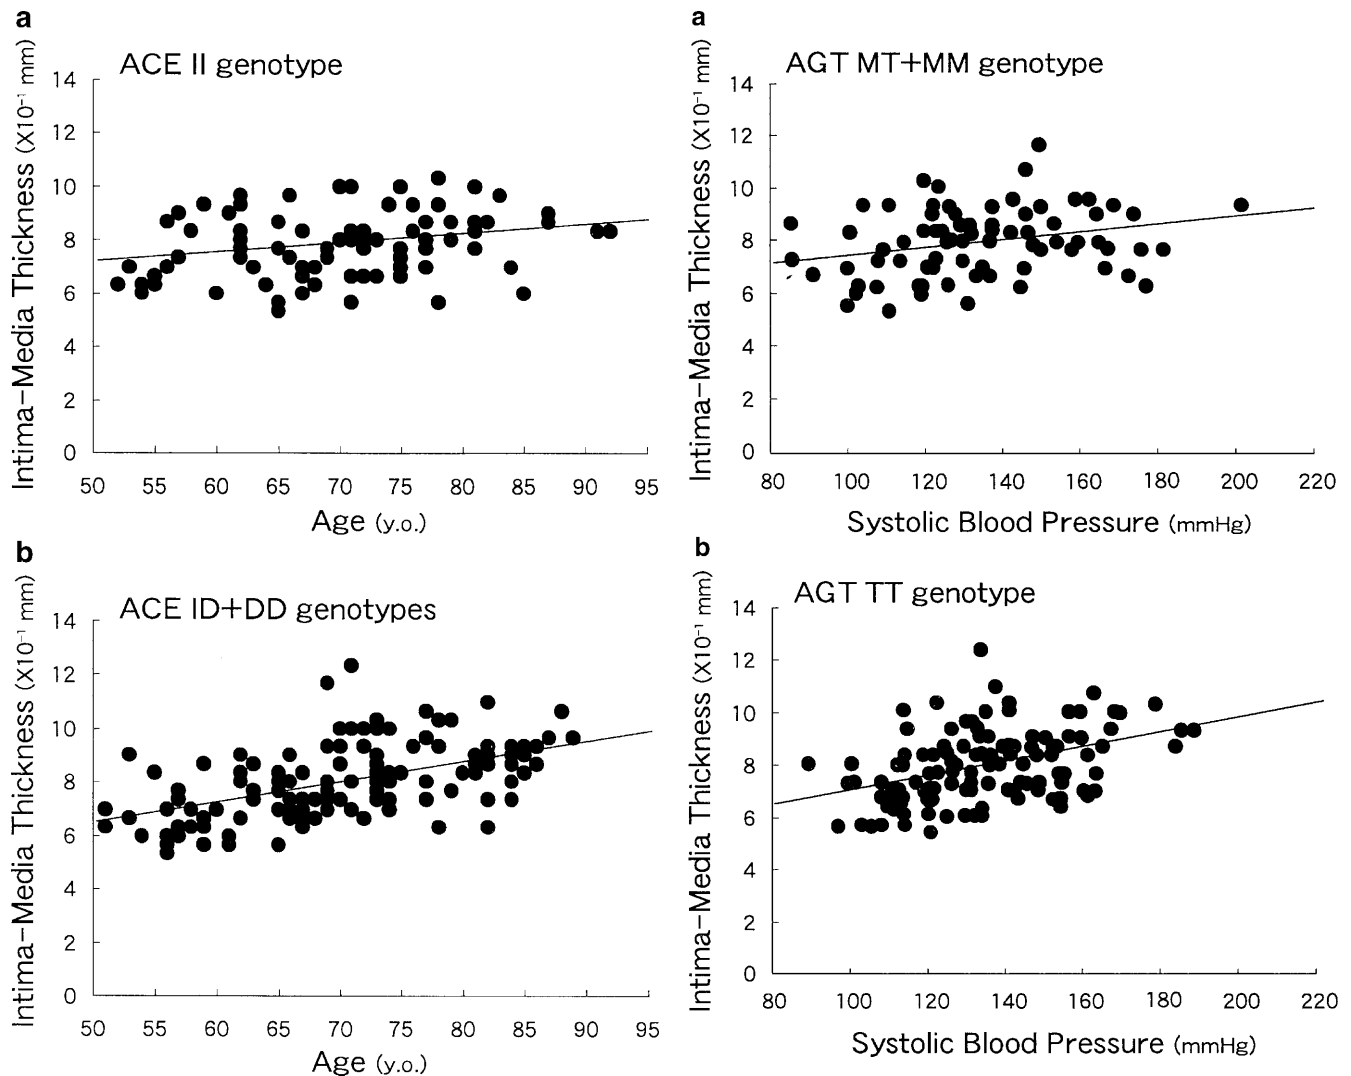 a
ACE II genotype
Intima-Media Thickness (X10⁻¹ mm)
14
12
10
8
6
4
2
0
50 55 60 65 70 75 80 85 90 95
Age (y.o.)
b
ACE ID+DD genotypes
Intima-Media Thickness (X10⁻¹ mm)
14
12
10
8
6
4
2
0
50 55 60 65 70 75 80 85 90 95
Age (y.o.)
a
AGT MT+MM genotype
Intima-Media Thickness (X10⁻¹ mm)
14
12
10
8
6
4
2
0
80 100 120 140 160 180 200 220
Systolic Blood Pressure (mmHg)
b
AGT TT genotype
Intima-Media Thickness (X10⁻¹ mm)
14
12
10
8
6
4
2
0
80 100 120 140 160 180 200 220
Systolic Blood Pressure (mmHg)